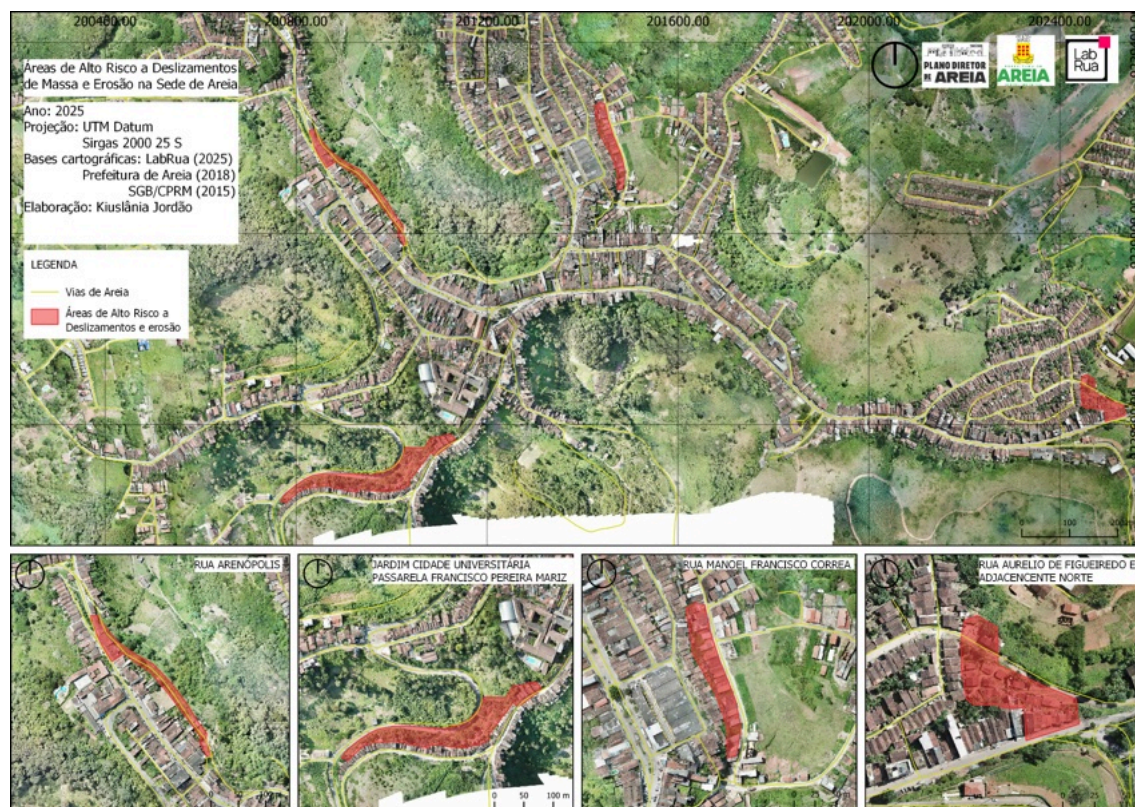 200400.00 200800.00 201200.00 201600.00 202000.00 202400.00
Áreas de Alto Risco a Deslizamentos
de Massa e Erosão na Sede de Areia
Ano: 2025
Projeção: UTM Datum
Sirgas 2000 25 S
Bases cartográficas: LabRua (2025)
Prefeitura de Areia (2018)
SGB/CPRM (2015)
Elaboração: Kiuslânia Jordão
LEGENDA
Vias de Areia
Áreas de Alto Risco a
Deslizamentos e erosão
PLANO DIRETOR
DE AREIA
AREIA
Lab
Rua
0 100 200 m
RUA ARENÓPOLIS
JARDIM CIDADE UNIVERSITÁRIA
PASSARELA FRANCISCO PEREIRA MARIZ
0 50 100 m
RUA MANOEL FRANCISCO CORREA
RUA AURELIO DE FIGUEIREDO E
ADJACENCENTE NORTE
0 25